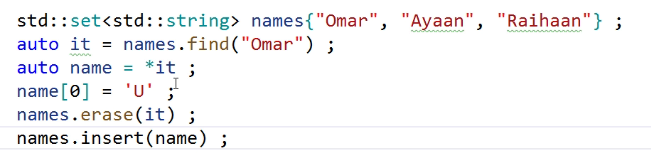 std::set<std::string> names{"Omar", "Ayaan", "Raihaan"} ;
auto it = names.find("Omar") ;
auto name = *it ;
name[0] = 'U' ;
names.erase(it) ;
names.insert(name) ;